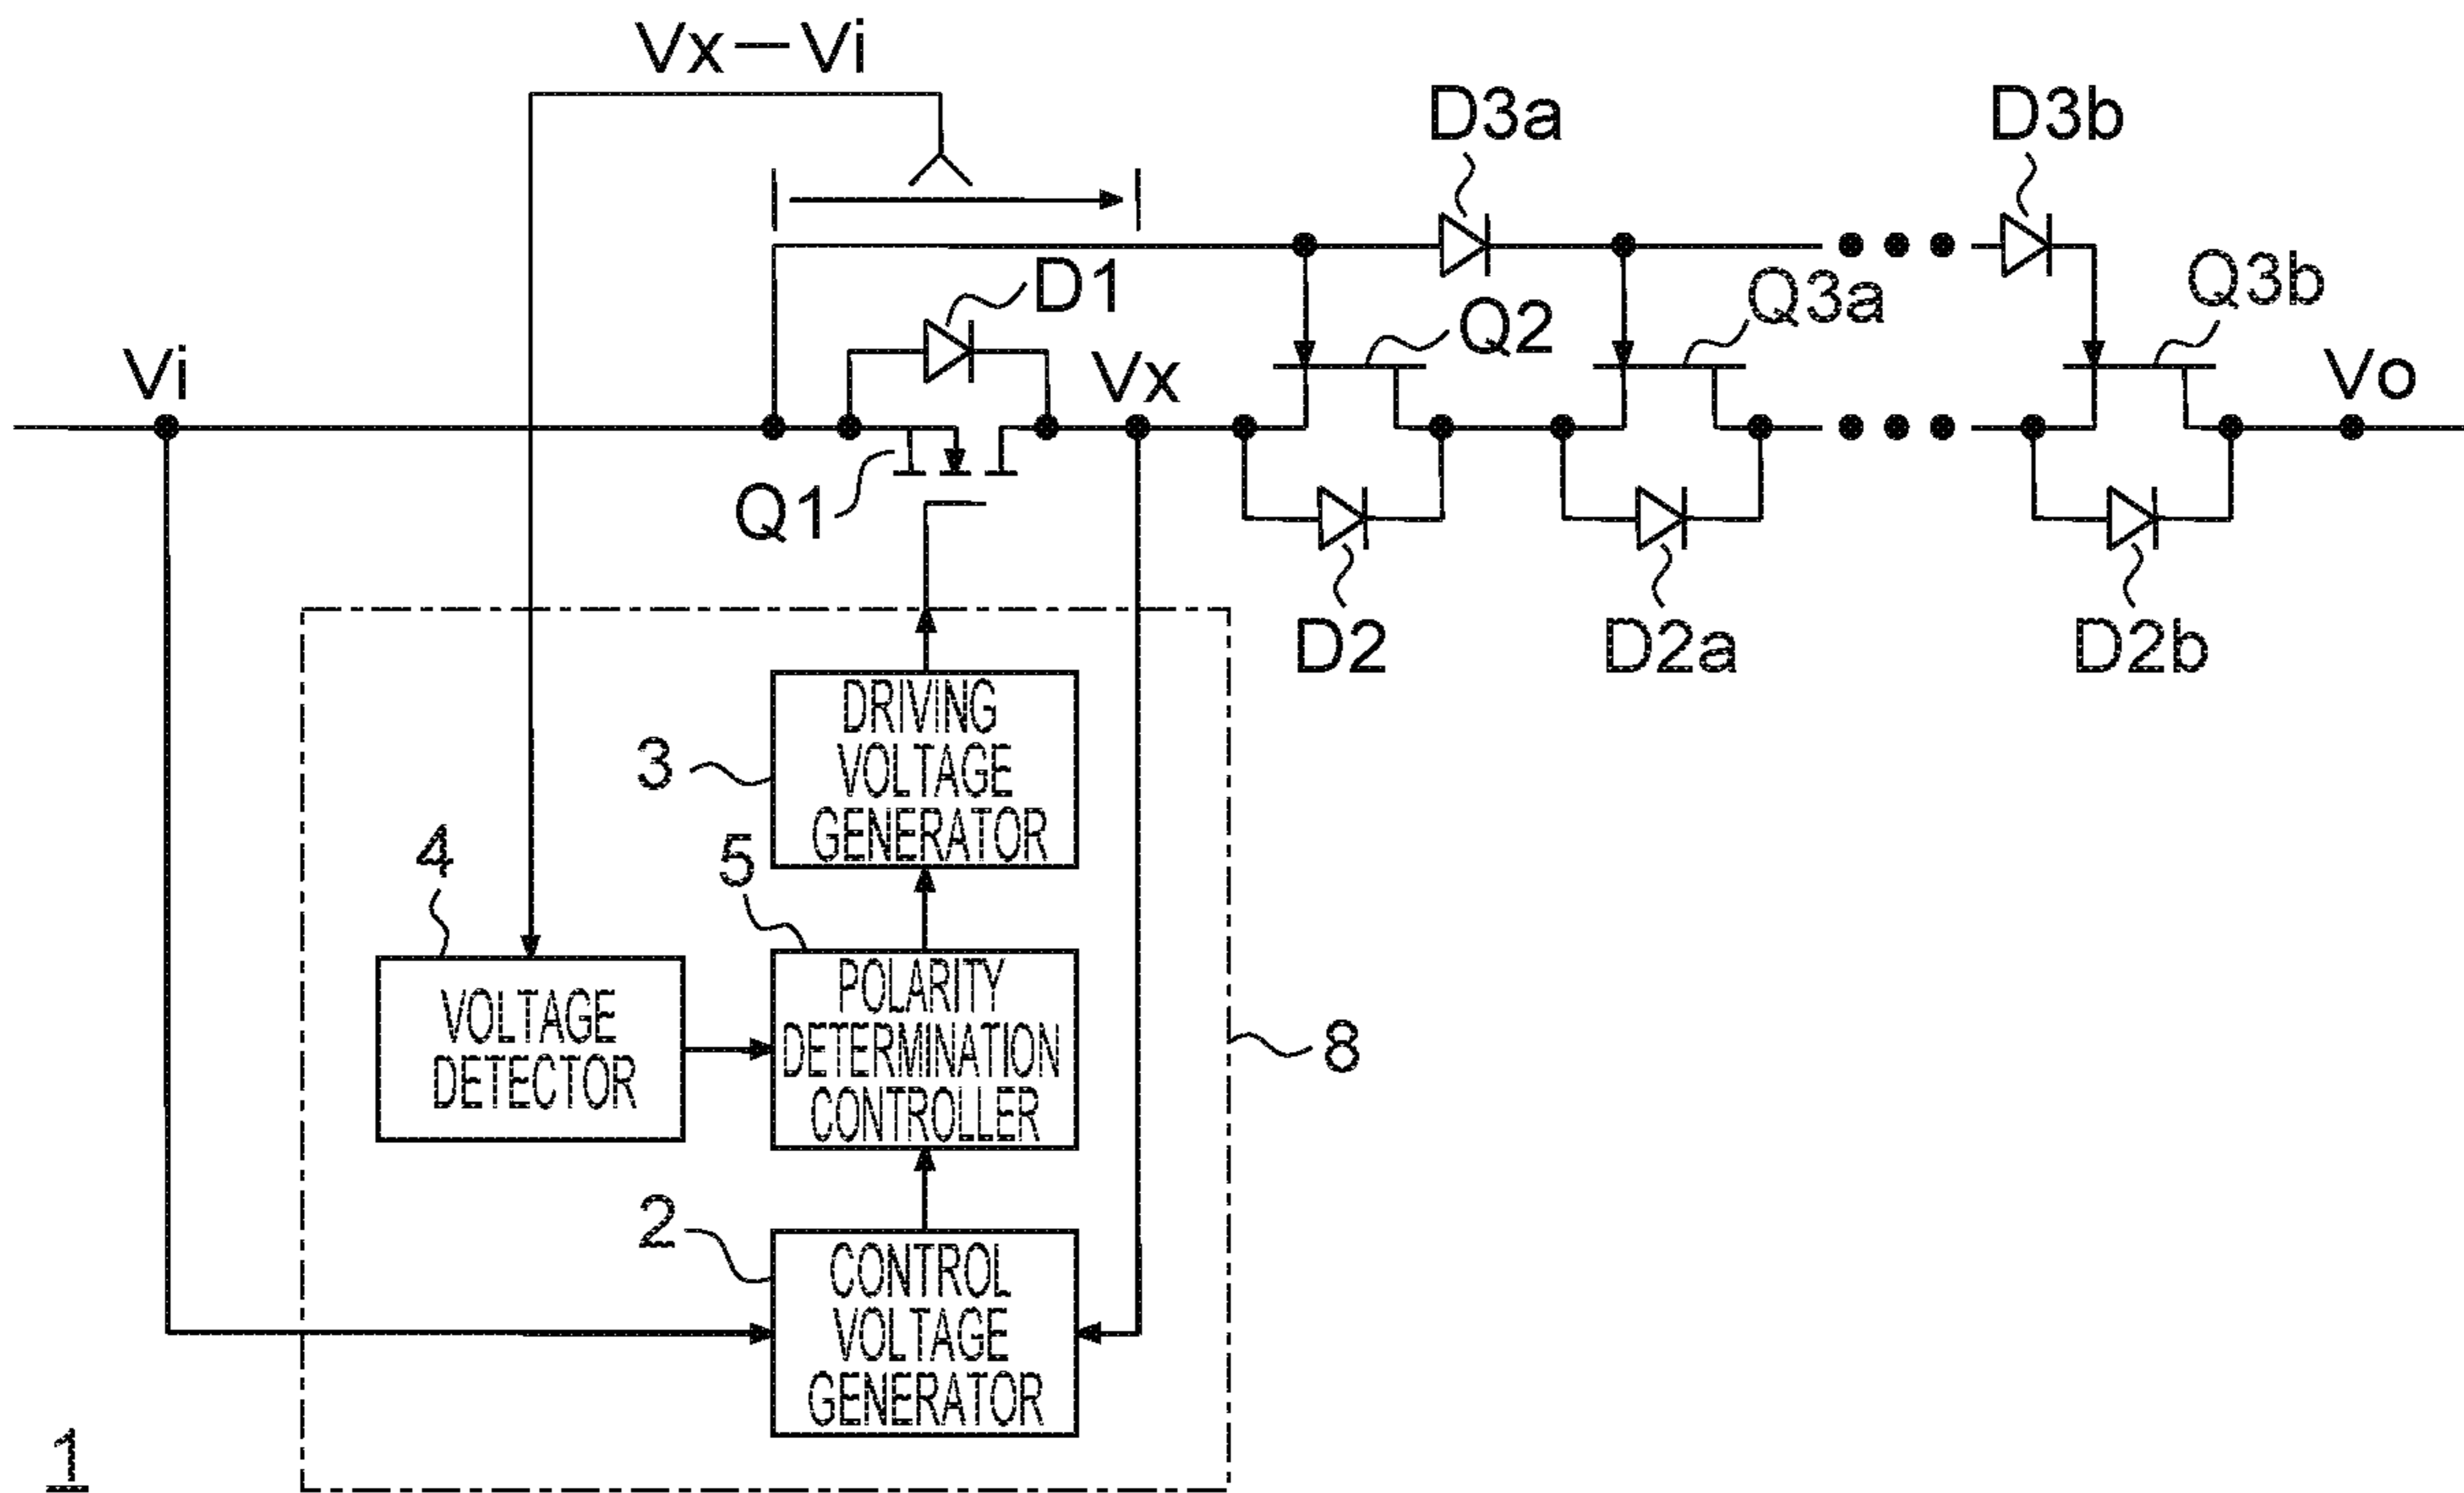 Vx－Vi
D3a
D3b
D1
Q2
Q3a
Q3b
Vi
Vx
Vo
Q1
D2
D2a
D2b
3
DRIVING
VOLTAGE
GENERATOR
4
VOLTAGE
DETECTOR
5
POLARITY
DETERMINATION
CONTROLLER
8
2
CONTROL
VOLTAGE
GENERATOR
1